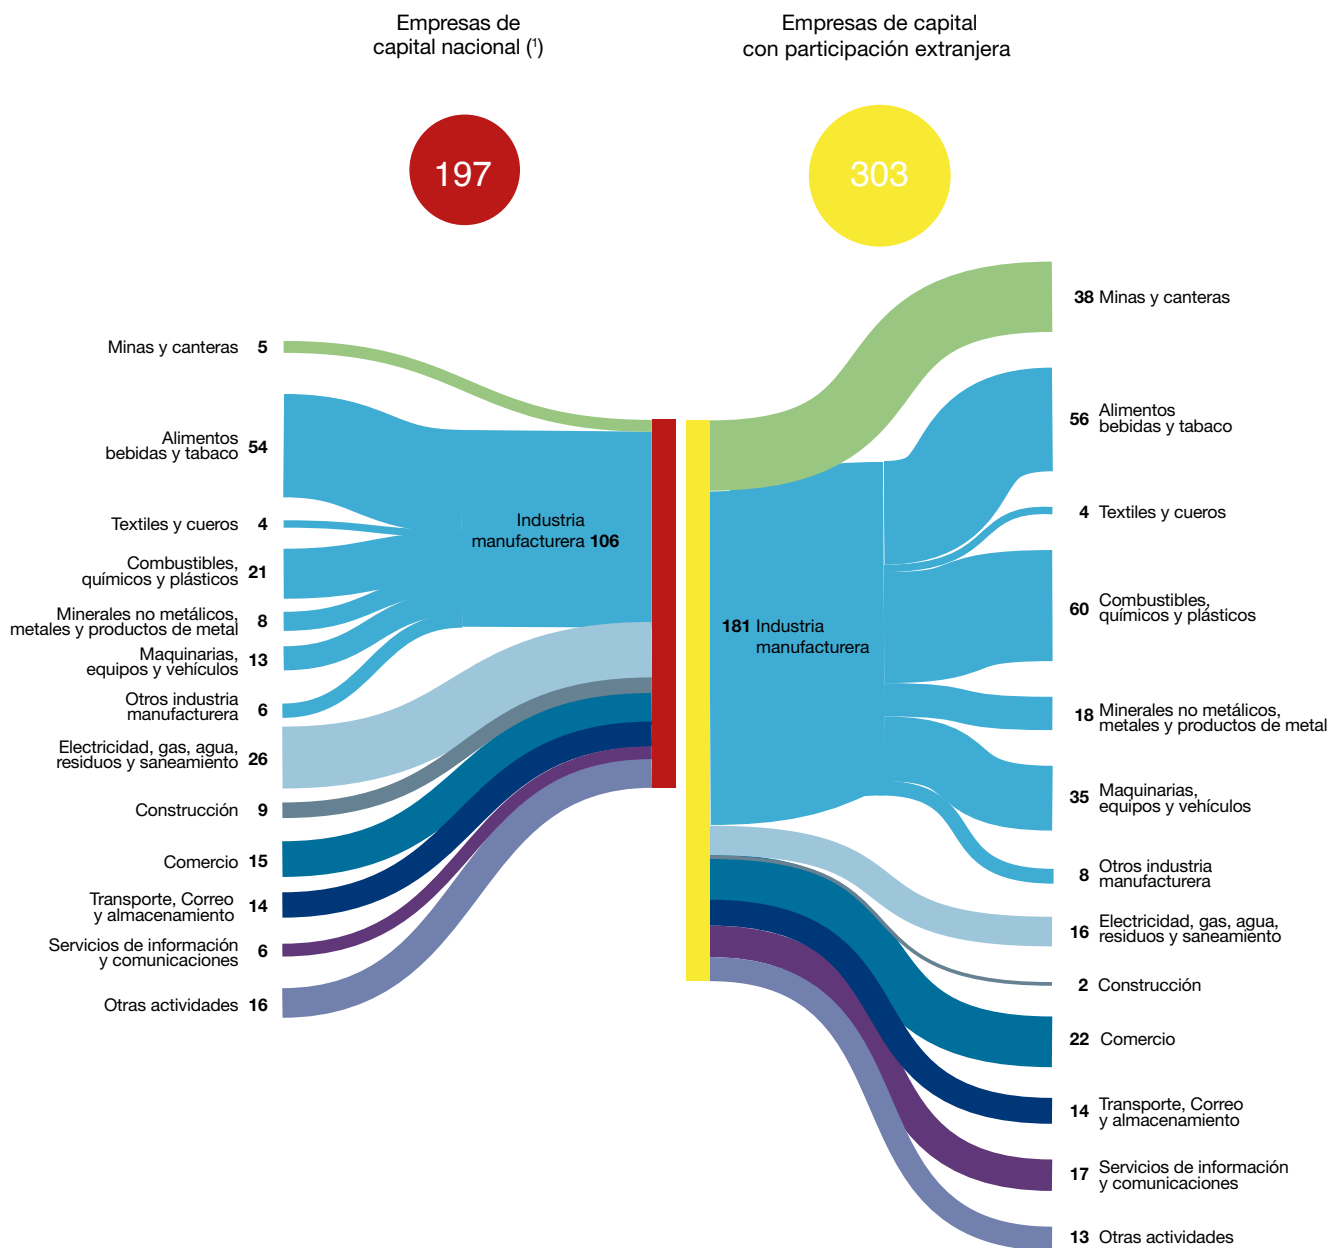 Empresas de
capital nacional (¹)
Empresas de capital
con participación extranjera
197
303
Minas y canteras 5
Alimentos
bebidas y tabaco 54
Textiles y cueros 4
Combustibles,
químicos y plásticos 21
Minerales no metálicos,
metales y productos de metal 8
Maquinarias,
equipos y vehículos 13
Otros industria
manufacturera 6
Electricidad, gas, agua,
residuos y saneamiento 26
Construcción 9
Comercio 15
Transporte, Correo
y almacenamiento 14
Servicios de información
y comunicaciones 6
Otras actividades 16
Industria
manufacturera 106
181 Industria
manufacturera
38 Minas y canteras
56 Alimentos
bebidas y tabaco
4 Textiles y cueros
60 Combustibles,
químicos y plásticos
18 Minerales no metálicos,
metales y productos de metal
35 Maquinarias,
equipos y vehículos
8 Otros industria
manufacturera
16 Electricidad, gas, agua,
residuos y saneamiento
2 Construcción
22 Comercio
14 Transporte, Correo
y almacenamiento
17 Servicios de información
y comunicaciones
13 Otras actividades